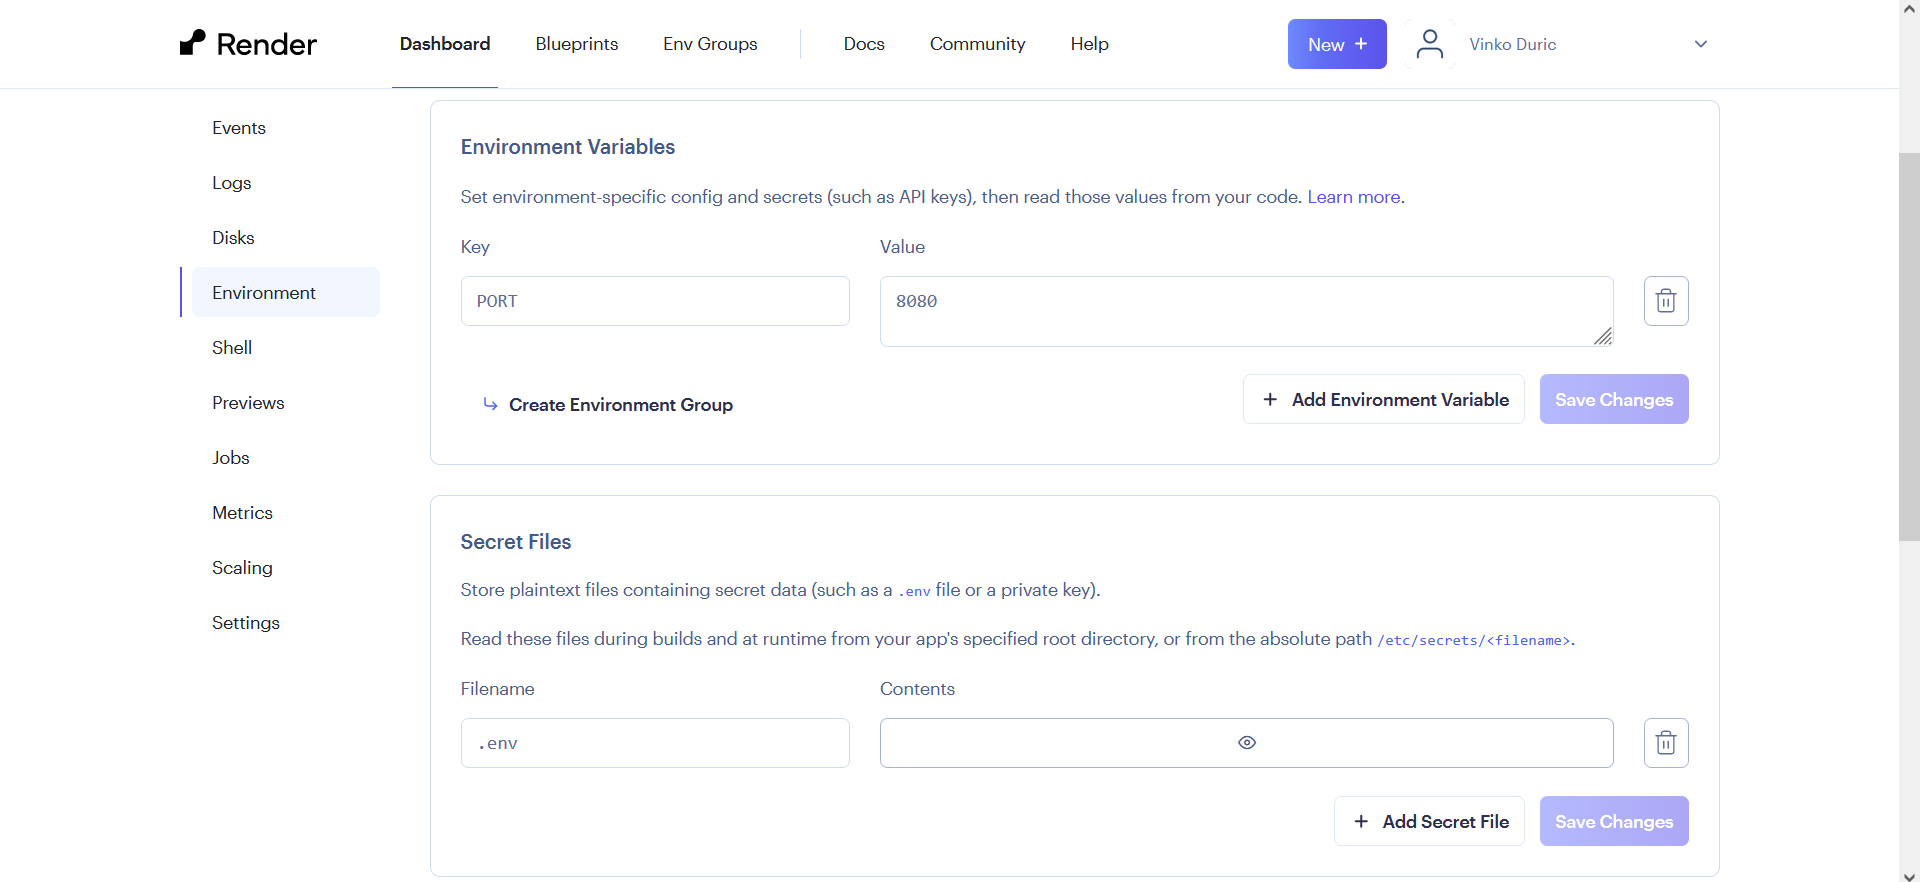 Render
Dashboard
Blueprints
Env Groups
Docs
Community
Help
New +
Vinko Duric
Events
Logs
Disks
Environment
Shell
Previews
Jobs
Metrics
Scaling
Settings
Environment Variables
Set environment-specific config and secrets (such as API keys), then read those values from your code. Learn more.
Key
Value
PORT
8080
Create Environment Group
+ Add Environment Variable
Save Changes
Secret Files
Store plaintext files containing secret data (such as a .env file or a private key).
Read these files during builds and at runtime from your app's specified root directory, or from the absolute path /etc/secrets/<filename>.
Filename
Contents
.env
+ Add Secret File
Save Changes